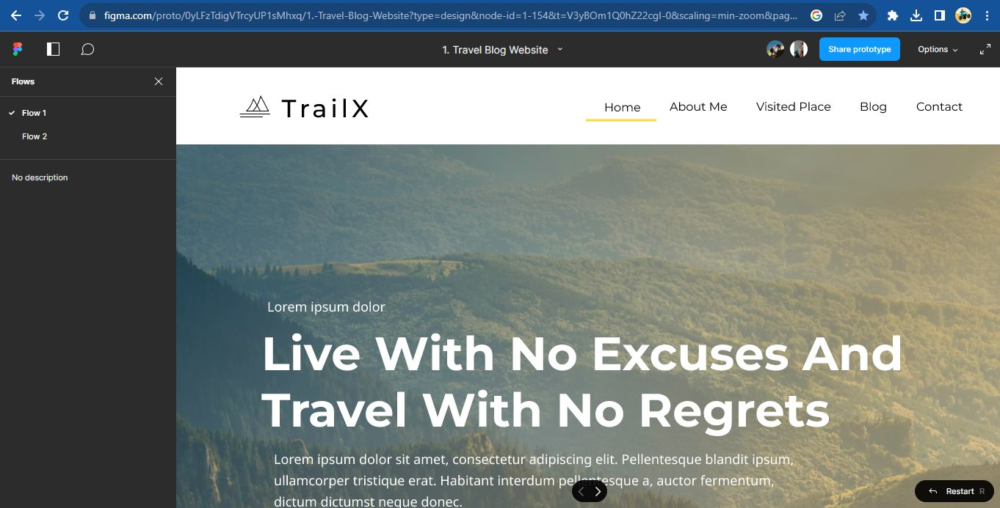 figma.com/proto/0yLFzTdigVTrcyUP1sMhxq/1.-Travel-Blog-Website?type=design&node-id=1-154&t=V3yBOm1Q0hZ22cgI-0&scaling=min-zoom&pag...
1. Travel Blog Website
Share prototype
Options
Flows
Flow 1
Flow 2
No description
TrailX
Home
About Me
Visited Place
Blog
Contact
Lorem ipsum dolor
Live With No Excuses And
Travel With No Regrets
Lorem ipsum dolor sit amet, consectetur adipiscing elit. Pellentesque blandit ipsum,
ullamcorper tristique erat. Habitant interdum pellentesque a, auctor fermentum,
dictum dictumst neque donec.
Restart R